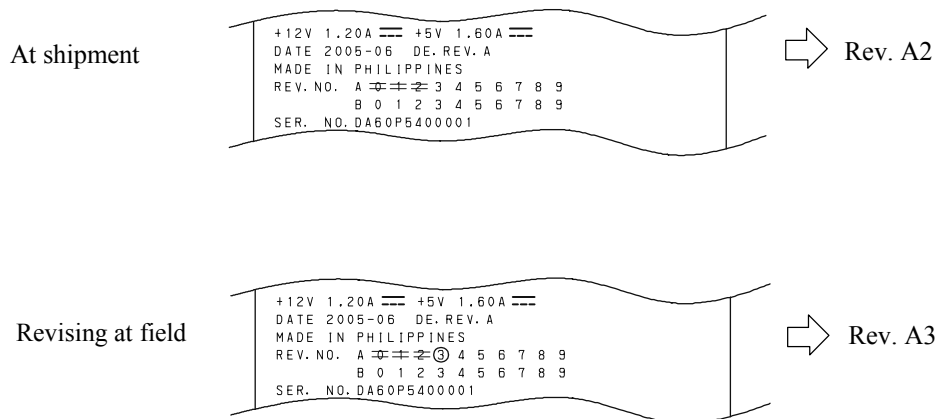 At shipment
+12V 1.20A +5V 1.60A
DATE 2005-06 DE.REV.A
MADE IN PHILIPPINES
REV.NO. A 0 1 2 3 4 5 6 7 8 9
B 0 1 2 3 4 5 6 7 8 9
SER. NO.DA60P5400001
Rev. A2
Revising at field
+12V 1.20A +5V 1.60A
DATE 2005-06 DE.REV.A
MADE IN PHILIPPINES
REV.NO. A 0 1 2 3 4 5 6 7 8 9
B 0 1 2 3 4 5 6 7 8 9
SER. NO.DA60P5400001
Rev. A3